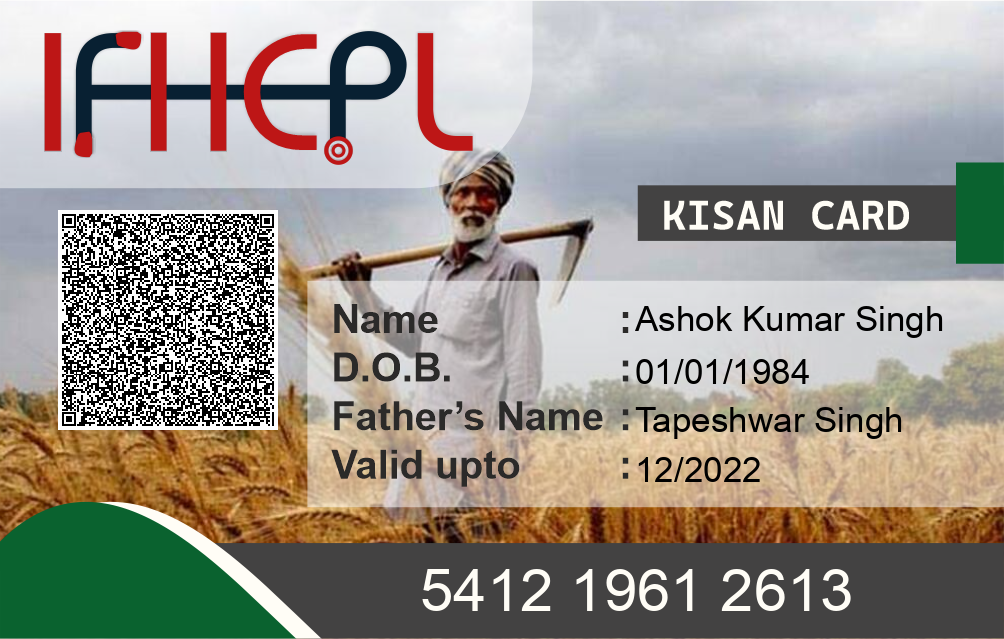 IFHEPL
KISAN CARD
Name : Ashok Kumar Singh
D.O.B. : 01/01/1984
Father’s Name : Tapeshwar Singh
Valid upto : 12/2022
5412 1961 2613